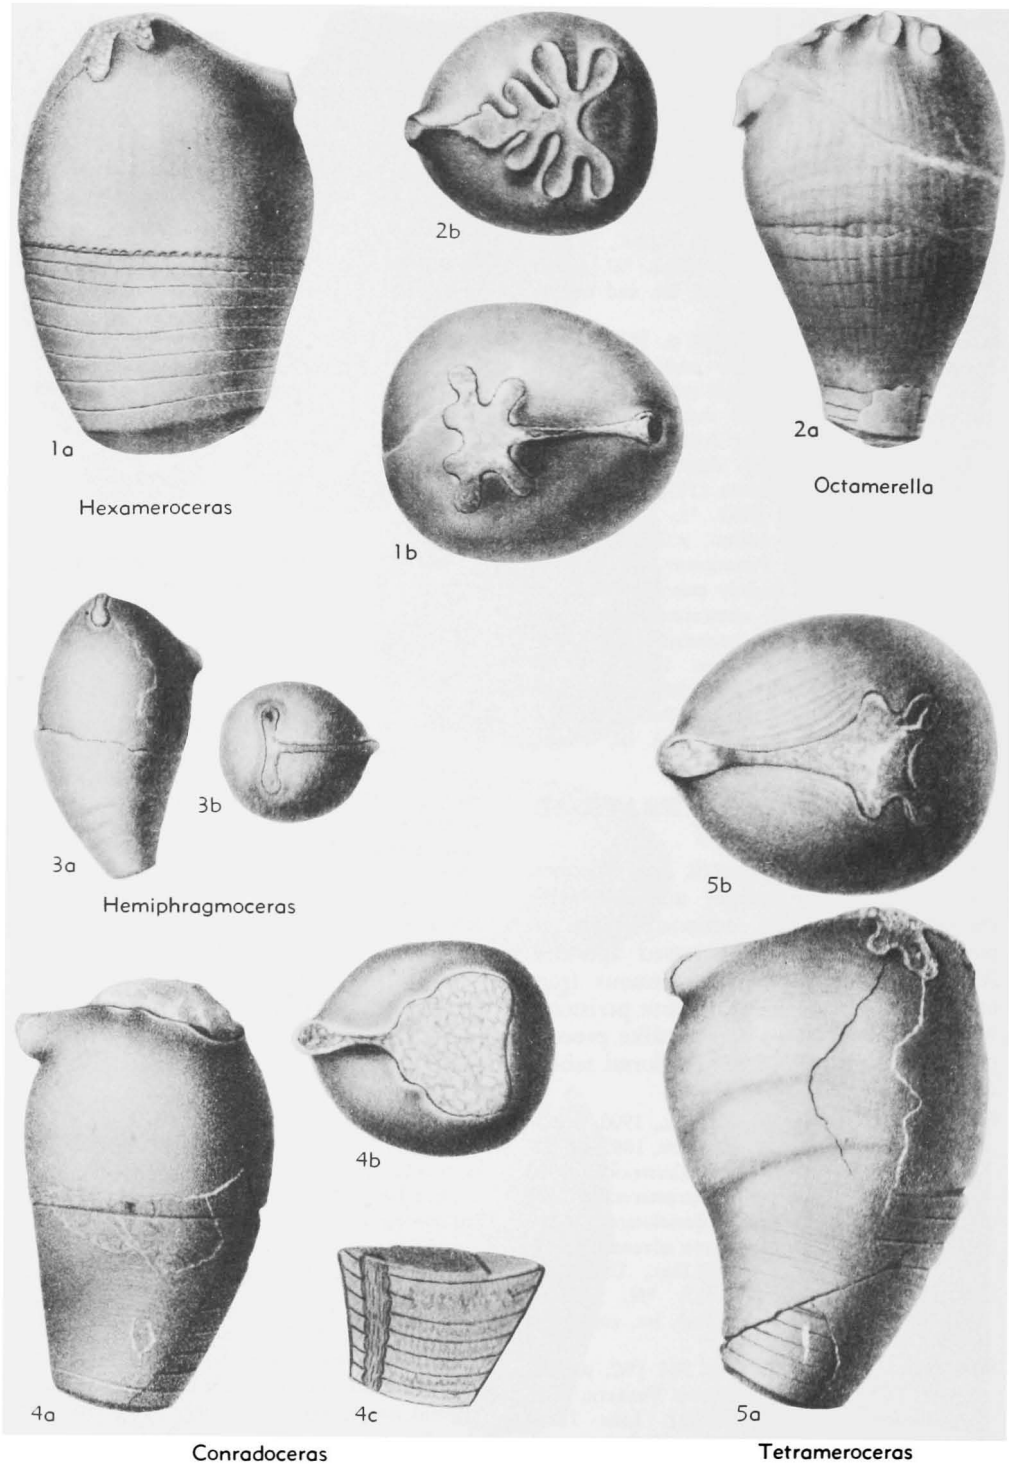 2b
1a
2a
Hexameroceras
Octamerella
1b
3b
3a
5b
Hemiphragmoceras
4b
4a
4c
5a
Conradoceras
Tetrameroceras